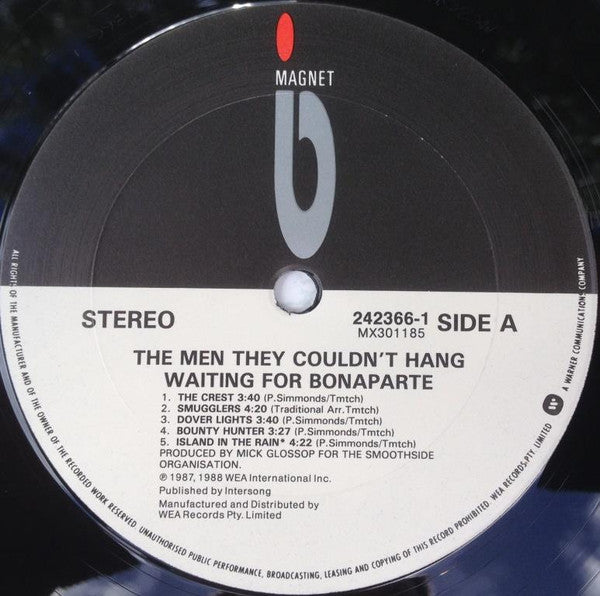 MAGNET
STEREO
242366-1 SIDE A
MX301185
THE MEN THEY COULDN'T HANG
WAITING FOR BONAPARTE
1. THE CREST 3:40 (P.Simmonds/Tmtch)
2. SMUGGLERS 4:20 (Traditional Arr.Tmtch)
3. DOVER LIGHTS 3:40 (P.Simmonds/Tmtch)
4. BOUNTY HUNTER 3:27 (P.Simmonds/Tmtch)
5. ISLAND IN THE RAIN* 4:22 (P.Simmonds/Tmtch)
PRODUCED BY MICK GLOSSOP FOR THE SMOOTHSIDE
ORGANISATION.
℗ 1987, 1988 WEA International Inc.
Published by Intersong
Manufactured and Distributed by
WEA Records Pty. Limited
ALL RIGHTS OF THE MANUFACTURER AND OF THE OWNER OF THE RECORDED WORK RESERVED. UNAUTHORISED PUBLIC PERFORMANCE, BROADCASTING, LEASING AND COPYING OF THIS RECORD PROHIBITED. WEA RECORDS PTY. LIMITED
A WARNER COMMUNICATIONS COMPANY